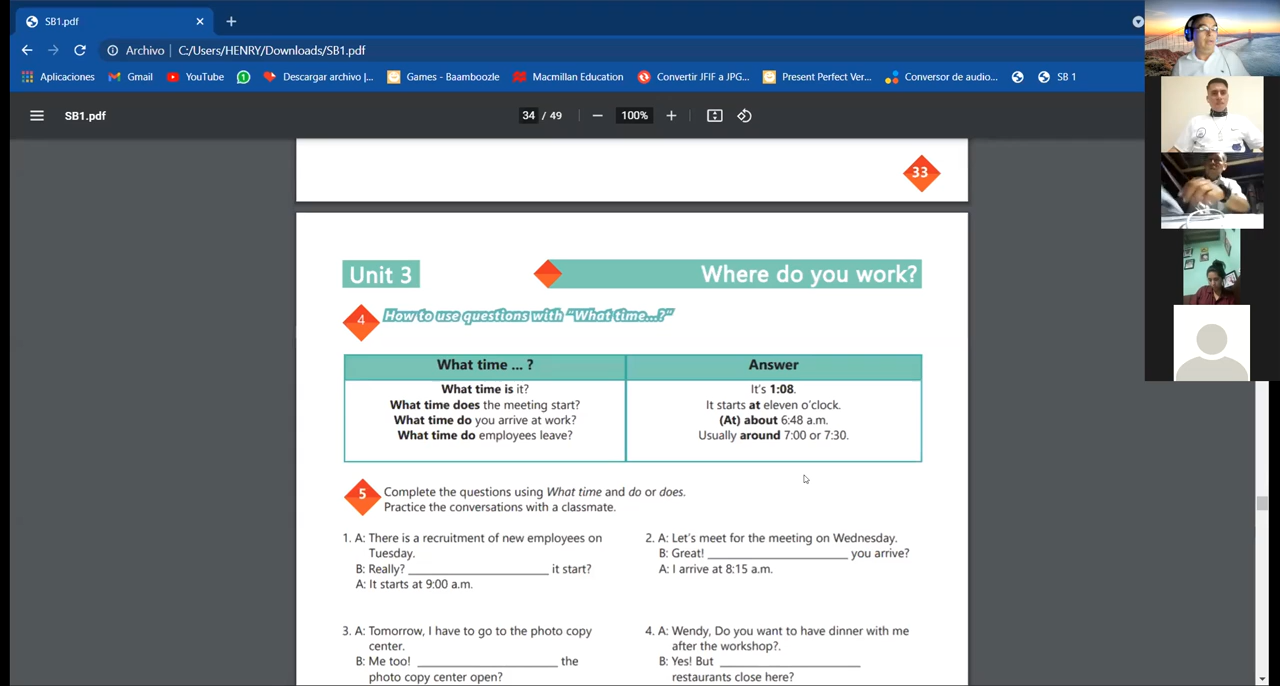 SB1.pdf
Archivo C:/Users/HENRY/Downloads/SB1.pdf
Aplicaciones Gmail YouTube Descargar archivo |... Games - Baamboozle Macmillan Education Convertir JFIF a JPG... Present Perfect Ver... Conversor de audio... SB 1
SB1.pdf 34 / 49 100%
33
Unit 3 Where do you work?
4 How to use questions with "What time...?"
What time ... ? Answer
What time is it? It's 1:08.
What time does the meeting start? It starts at eleven o'clock.
What time do you arrive at work? (At) about 6:48 a.m.
What time do employees leave? Usually around 7:00 or 7:30.
5 Complete the questions using What time and do or does.
Practice the conversations with a classmate.
1. A: There is a recruitment of new employees on
Tuesday.
B: Really? ____________________ it start?
A: It starts at 9:00 a.m.
2. A: Let's meet for the meeting on Wednesday.
B: Great! ____________________ you arrive?
A: I arrive at 8:15 a.m.
3. A: Tomorrow, I have to go to the photo copy
center.
B: Me too! ____________________ the
photo copy center open?
4. A: Wendy, Do you want to have dinner with me
after the workshop?.
B: Yes! But ____________________
restaurants close here?